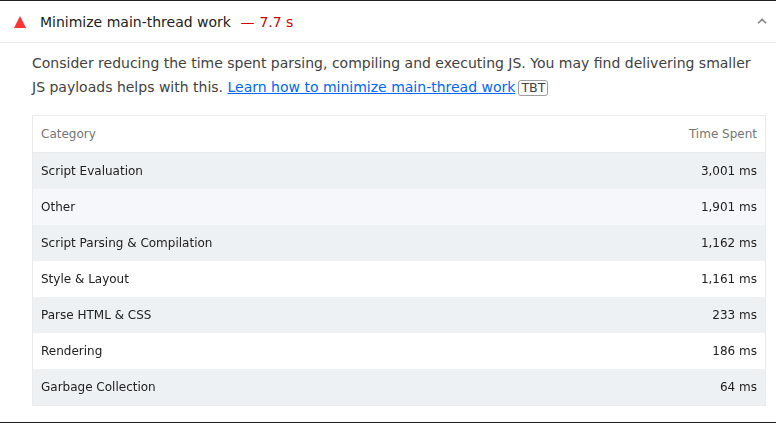 Minimize main-thread work — 7.7 s
Consider reducing the time spent parsing, compiling and executing JS. You may find delivering smaller
JS payloads helps with this. Learn how to minimize main-thread work TBT
Category Time Spent
Script Evaluation 3,001 ms
Other 1,901 ms
Script Parsing & Compilation 1,162 ms
Style & Layout 1,161 ms
Parse HTML & CSS 233 ms
Rendering 186 ms
Garbage Collection 64 ms